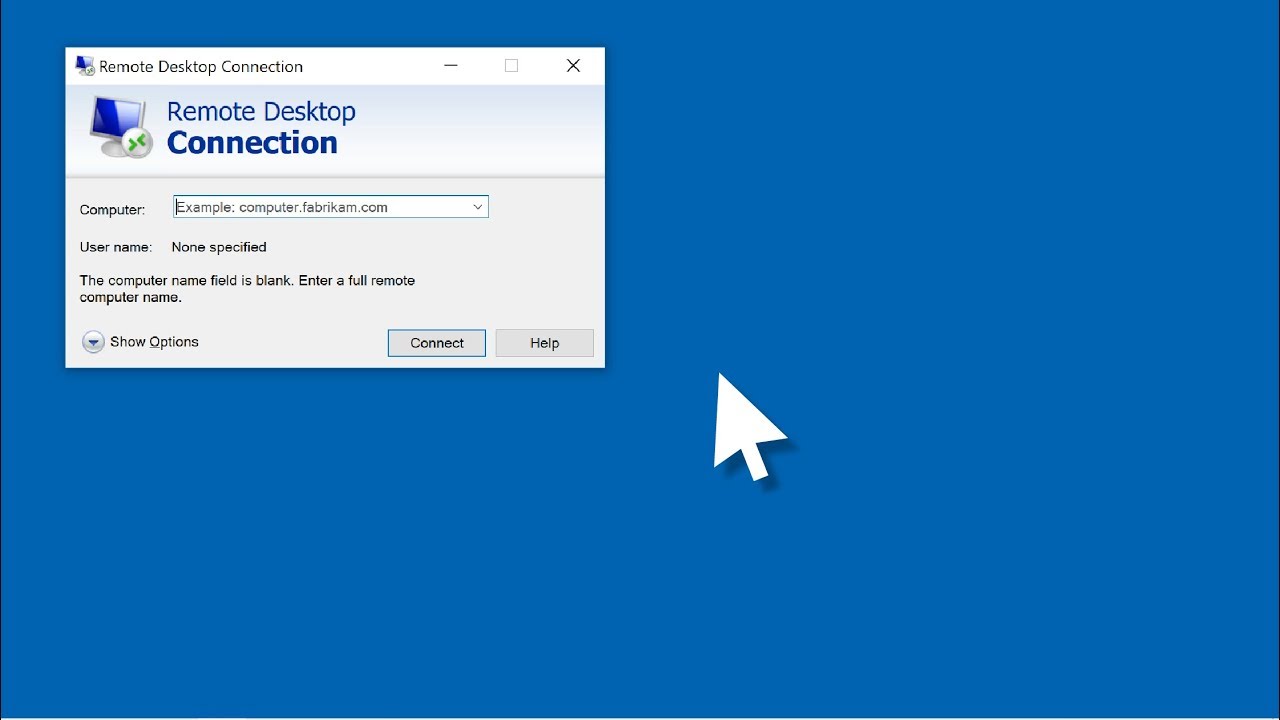 Remote Desktop Connection
Remote Desktop
Connection
Computer:
Example: computer.fabrikam.com
User name:
None specified
The computer name field is blank. Enter a full remote
computer name.
Show Options
Connect
Help